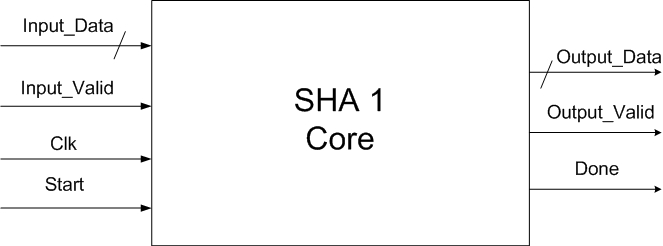 Input_Data
Input_Valid
Clk
Start
SHA 1
Core
Output_Data
Output_Valid
Done